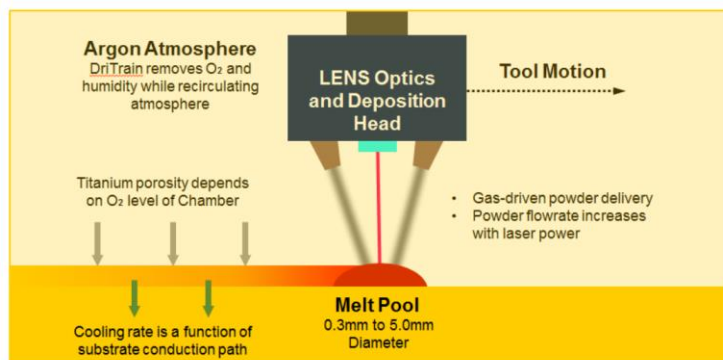 Argon Atmosphere
DriTrain removes O₂ and
humidity while recirculating
atmosphere
LENS Optics
and Deposition
Head
Tool Motion
Titanium porosity depends
on O₂ level of Chamber
• Gas-driven powder delivery
• Powder flowrate increases
with laser power
Melt Pool
0.3mm to 5.0mm
Diameter
Cooling rate is a function of
substrate conduction path